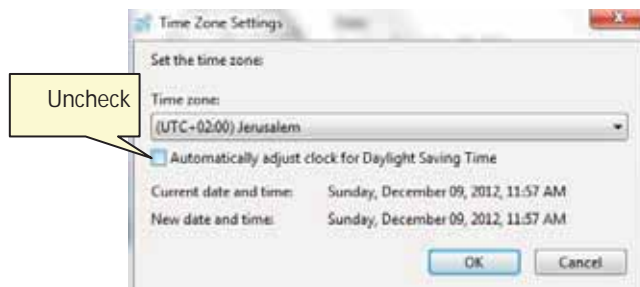 Time Zone Settings
Set the time zone:
Uncheck
Time zone:
(UTC+02:00) Jerusalem
Automatically adjust clock for Daylight Saving Time
Current date and time: Sunday, December 09, 2012, 11:57 AM
New date and time: Sunday, December 09, 2012, 11:57 AM
OK Cancel